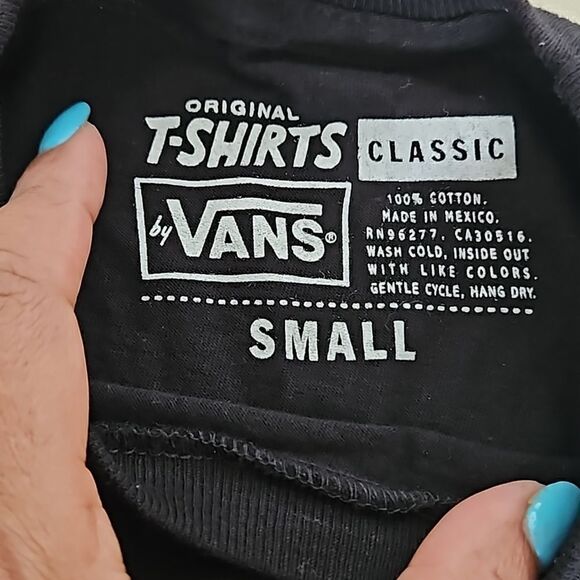 ORIGINAL
T-SHIRTS
CLASSIC
by VANS®
100% COTTON.
MADE IN MEXICO.
RN96277. CA30516.
WASH COLD, INSIDE OUT
WITH LIKE COLORS.
GENTLE CYCLE, HANG DRY.
SMALL